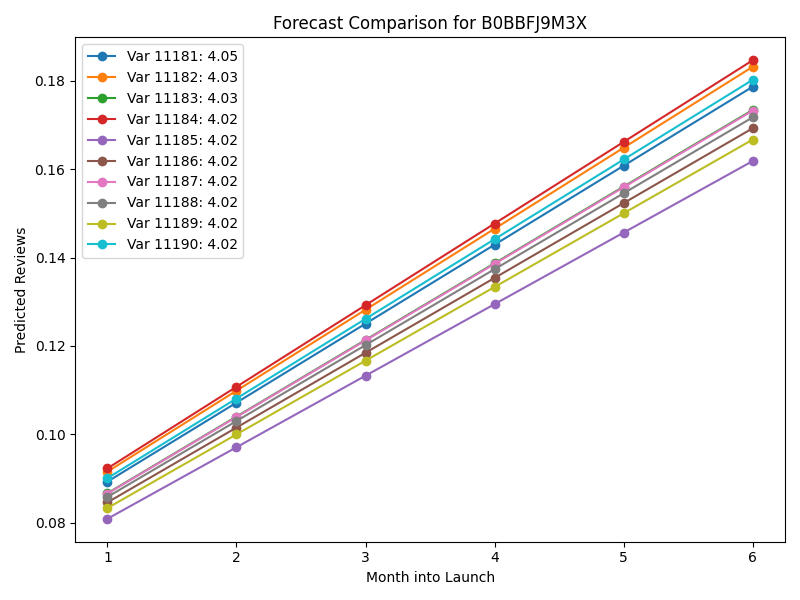 Forecast Comparison for B0BBFJ9M3X
Var 11181: 4.05
Var 11182: 4.03
Var 11183: 4.03
Var 11184: 4.02
Var 11185: 4.02
Var 11186: 4.02
Var 11187: 4.02
Var 11188: 4.02
Var 11189: 4.02
Var 11190: 4.02
Predicted Reviews
0.18
0.16
0.14
0.12
0.10
0.08
1 2 3 4 5 6
Month into Launch